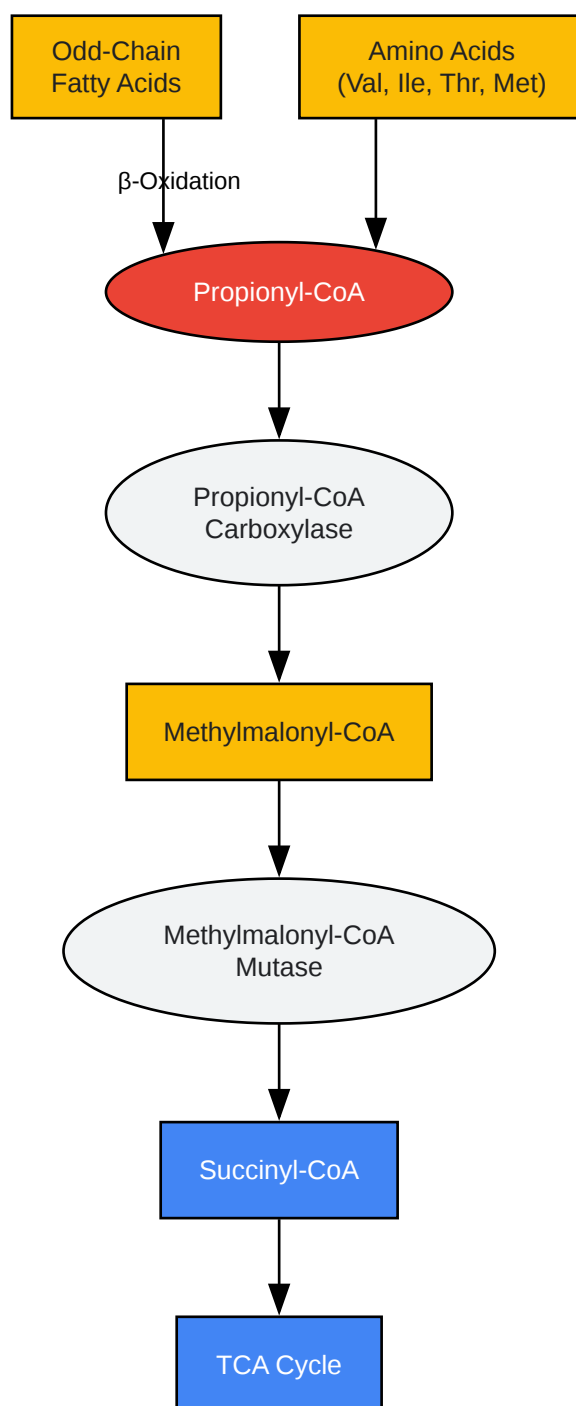 Odd-Chain
Fatty Acids
Amino Acids
(Val, Ile, Thr, Met)
β-Oxidation
Propionyl-CoA
Propionyl-CoA
Carboxylase
Methylmalonyl-CoA
Methylmalonyl-CoA
Mutase
Succinyl-CoA
TCA Cycle